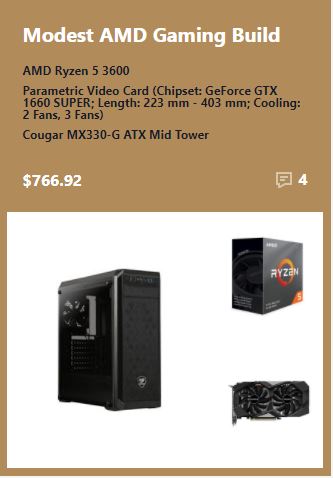 Modest AMD Gaming Build
AMD Ryzen 5 3600
Parametric Video Card (Chipset: GeForce GTX
1660 SUPER; Length: 223 mm - 403 mm; Cooling:
2 Fans, 3 Fans)
Cougar MX330-G ATX Mid Tower
$766.92
4
AMD
RYZEN
5